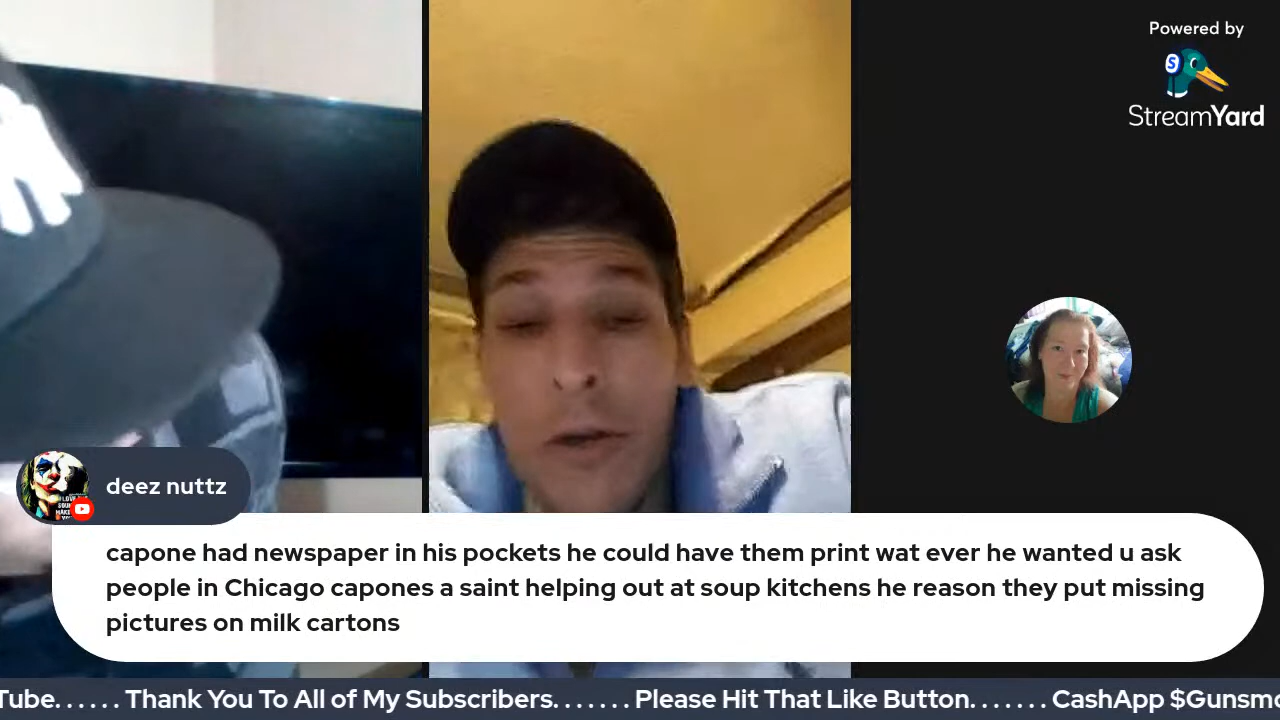 Powered by
StreamYard
deez nuttz
capone had newspaper in his pockets he could have them print wat ever he wanted u ask
people in Chicago capones a saint helping out at soup kitchens he reason they put missing
pictures on milk cartons
Tube...... Thank You To All of My Subscribers....... Please Hit That Like Button....... CashApp $Gunsm